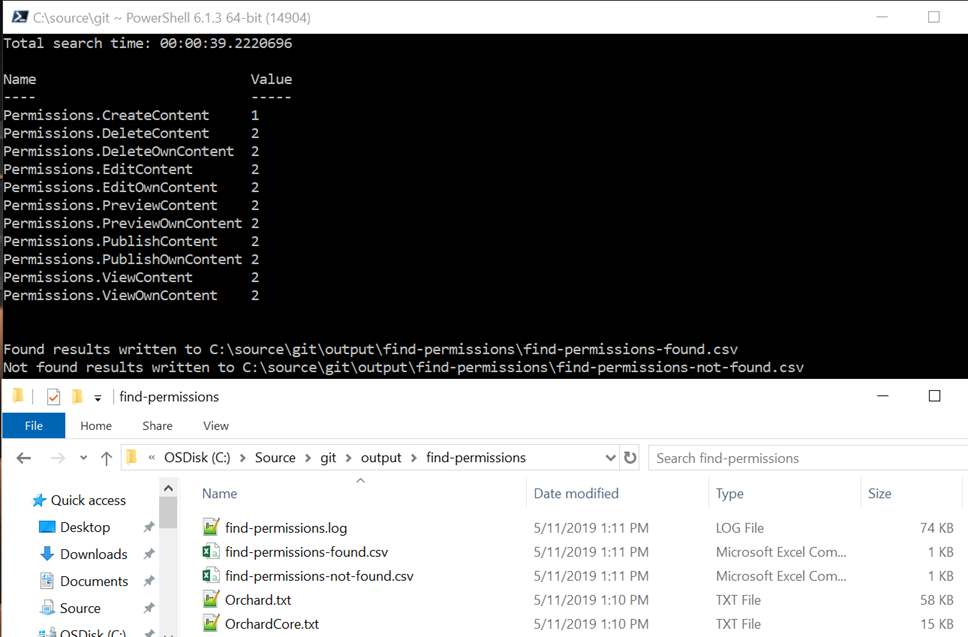 C:\source\git ~ PowerShell 6.1.3 64-bit (14904)
Total search time: 00:00:39.2220696
Name Value
---- -----
Permissions.CreateContent 1
Permissions.DeleteContent 2
Permissions.DeleteOwnContent 2
Permissions.EditContent 2
Permissions.EditOwnContent 2
Permissions.PreviewContent 2
Permissions.PreviewOwnContent 2
Permissions.PublishContent 2
Permissions.PublishOwnContent 2
Permissions.ViewContent 2
Permissions.ViewOwnContent 2
Found results written to C:\source\git\output\find-permissions\find-permissions-found.csv
Not found results written to C:\source\git\output\find-permissions\find-permissions-not-found.csv
find-permissions
File Home Share View
« OSDisk (C:) > Source > git > output > find-permissions Search find-permissions
Name Date modified Type Size
Quick access
Desktop
Downloads
Documents
Source
OSDisk (C:)
find-permissions.log 5/11/2019 1:11 PM LOG File 74 KB
find-permissions-found.csv 5/11/2019 1:11 PM Microsoft Excel Com... 1 KB
find-permissions-not-found.csv 5/11/2019 1:11 PM Microsoft Excel Com... 1 KB
Orchard.txt 5/11/2019 1:10 PM TXT File 58 KB
OrchardCore.txt 5/11/2019 1:10 PM TXT File 15 KB